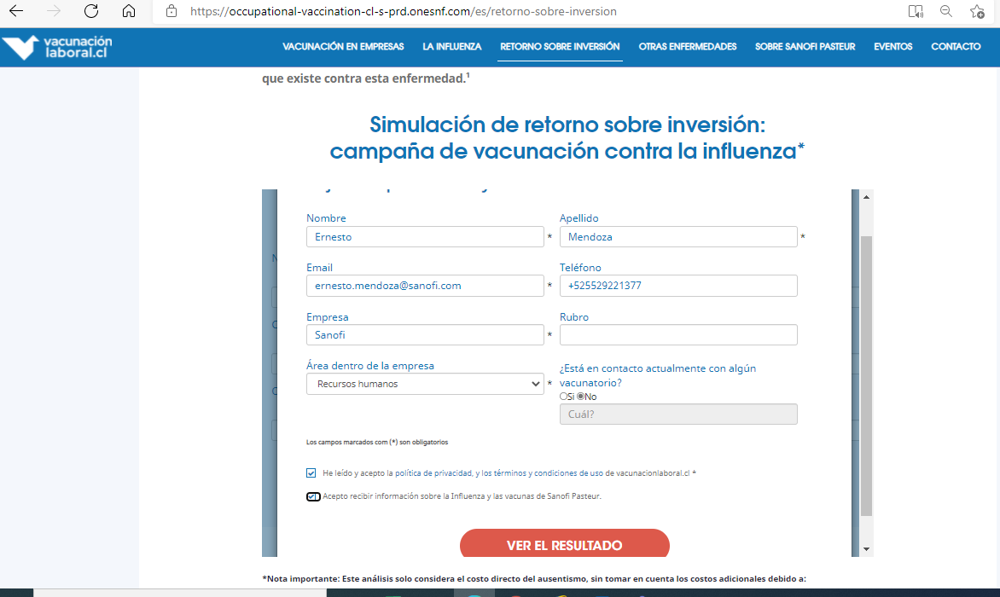 https://occupational-vaccination-cl-s-prd.onesnf.com/es/retorno-sobre-inversion
vacunación
laboral.cl
VACUNACIÓN EN EMPRESAS LA INFLUENZA RETORNO SOBRE INVERSIÓN OTRAS ENFERMEDADES SOBRE SANOFI PASTEUR EVENTOS CONTACTO
que existe contra esta enfermedad.¹
Simulación de retorno sobre inversión:
campaña de vacunación contra la influenza*
Nombre Apellido
Ernesto * Mendoza *
Email Teléfono
ernesto.mendoza@sanofi.com * +525529221377
Empresa Rubro
Sanofi *
Área dentro de la empresa ¿Está en contacto actualmente con algún
Recursos humanos * vacunatorio?
Si No
Cuál?
Los campos marcados com (*) son obligatorios
He leído y acepto la política de privacidad, y los términos y condiciones de uso de vacunacionlaboral.cl *
Acepto recibir información sobre la Influenza y las vacunas de Sanofi Pasteur.
VER EL RESULTADO
*Nota importante: Este análisis solo considera el costo directo del ausentismo, sin tomar en cuenta los costos adicionales debido a: